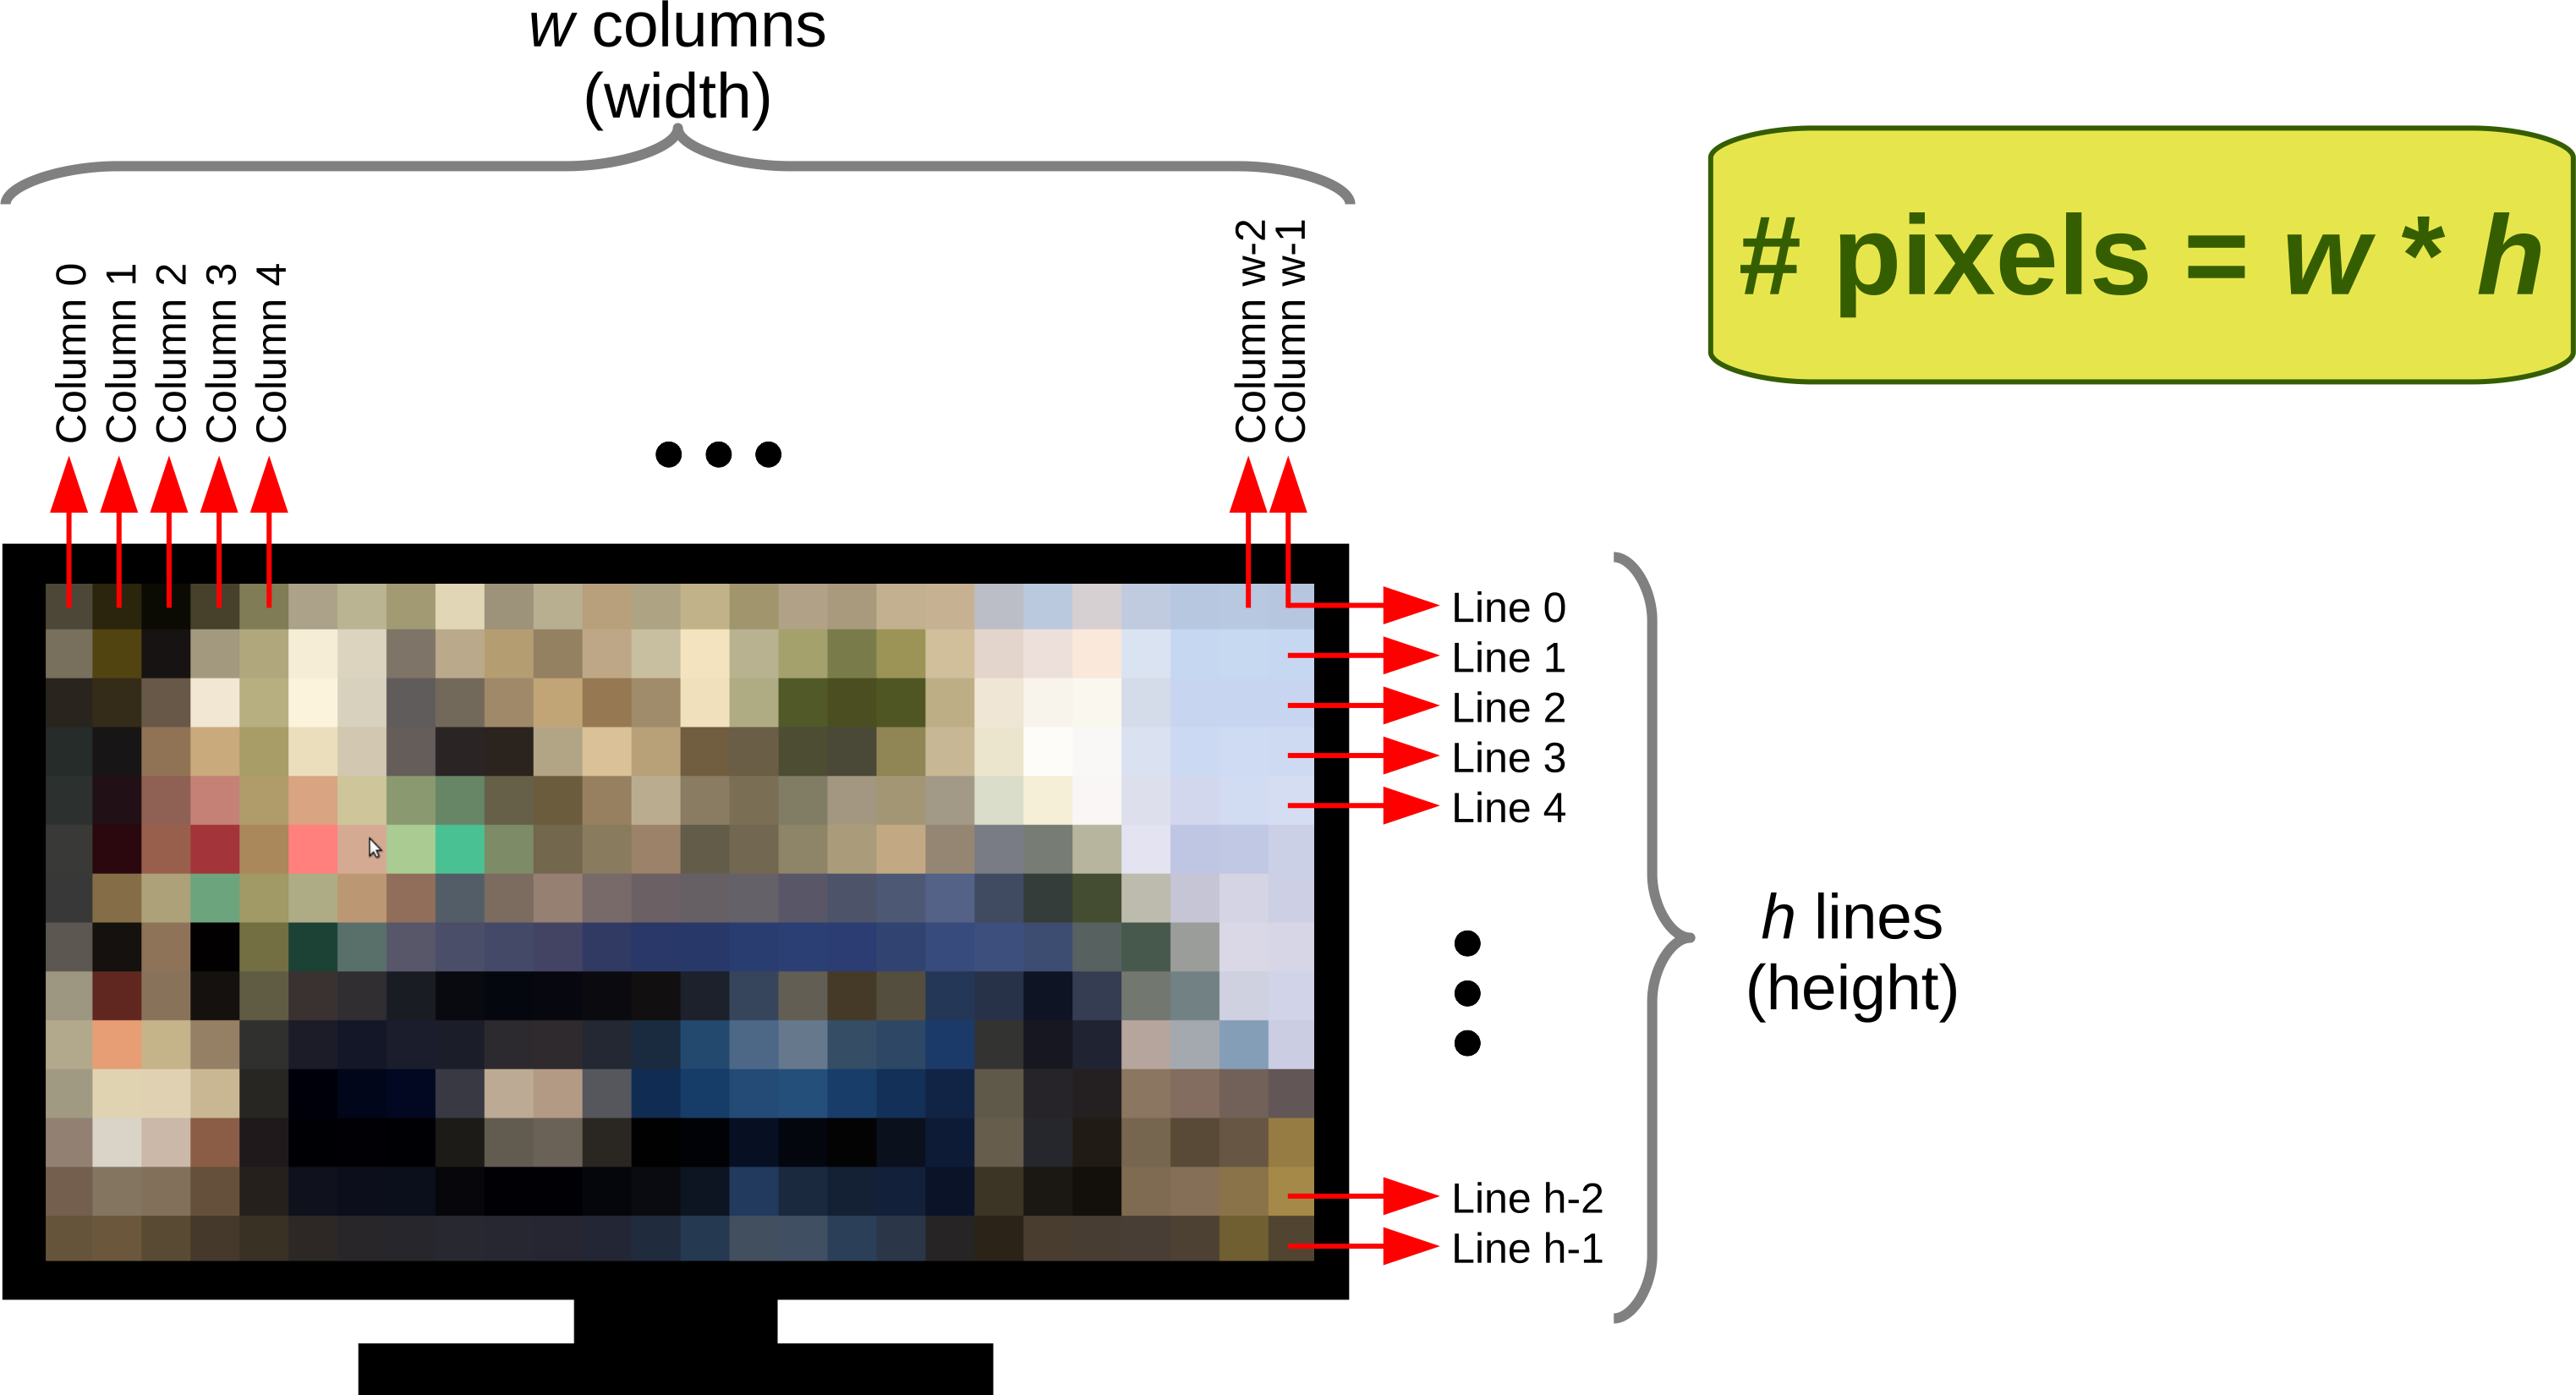 w columns
(width)
# pixels = w * h
Column 0
Column 1
Column 2
Column 3
Column 4
Column w-2
Column w-1
Line 0
Line 1
Line 2
Line 3
Line 4
h lines
(height)
Line h-2
Line h-1